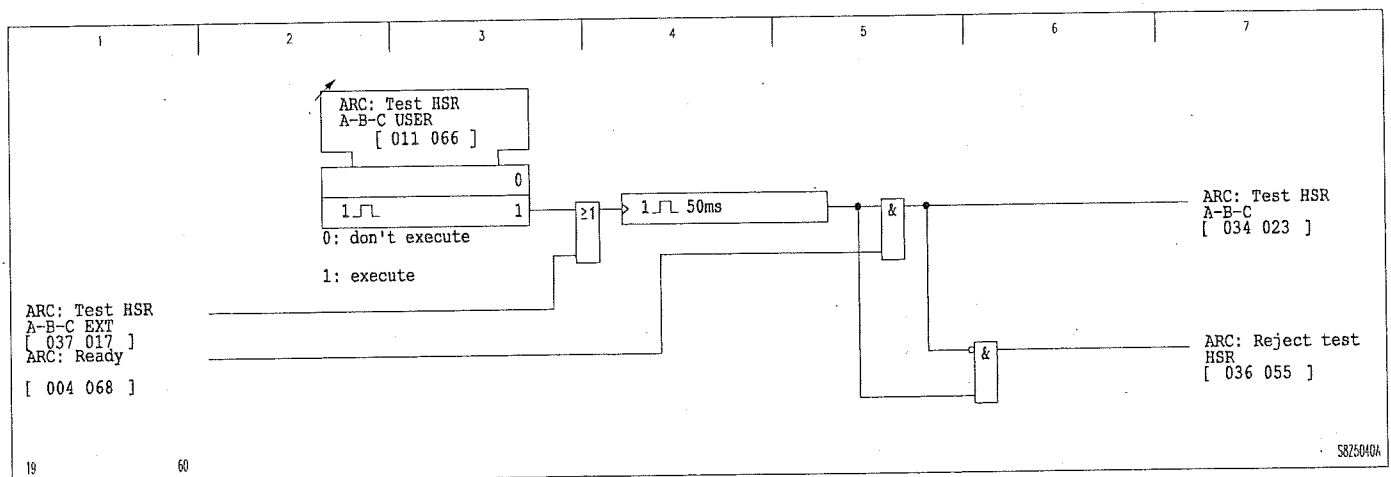 1 2 3 4 5 6 7
ARC: Test HSR
A-B-C USER
[ 011 066 ]
0
1 1
0: don't execute
1: execute
≥1
1 50ms
&
ARC: Test HSR
A-B-C
[ 034 023 ]
ARC: Test HSR
A-B-C EXT
[ 037 017 ]
ARC: Ready
[ 004 068 ]
&
ARC: Reject test
HSR
[ 036 055 ]
19 60
S8Z5040A